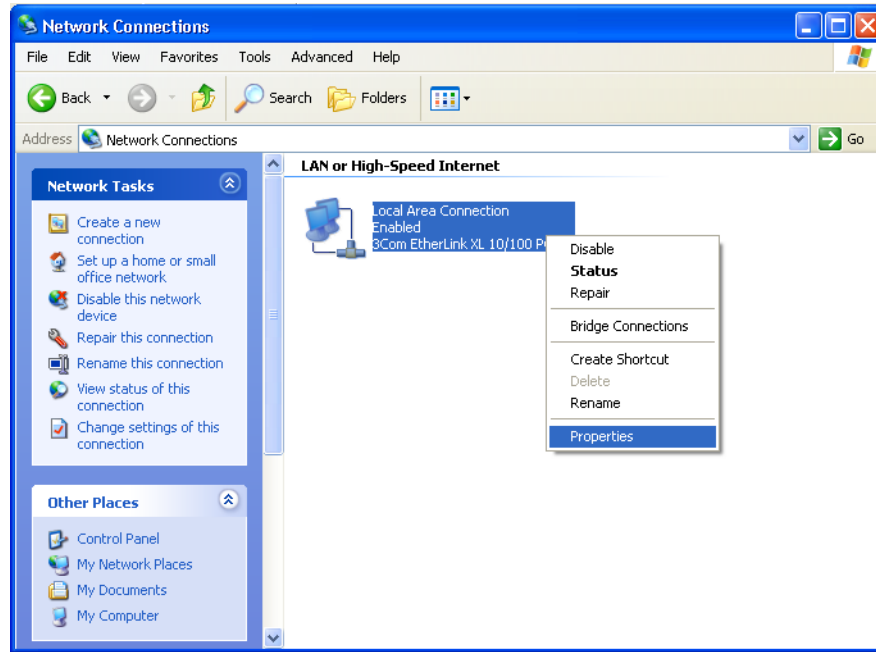 Network Connections
File Edit View Favorites Tools Advanced Help
Back Search Folders
Address Network Connections Go
Network Tasks
Create a new
connection
Set up a home or small
office network
Disable this network
device
Repair this connection
Rename this connection
View status of this
connection
Change settings of this
connection
Other Places
Control Panel
My Network Places
My Documents
My Computer
LAN or High-Speed Internet
Local Area Connection
Enabled
3Com EtherLink XL 10/100
Disable
Status
Repair
Bridge Connections
Create Shortcut
Delete
Rename
Properties